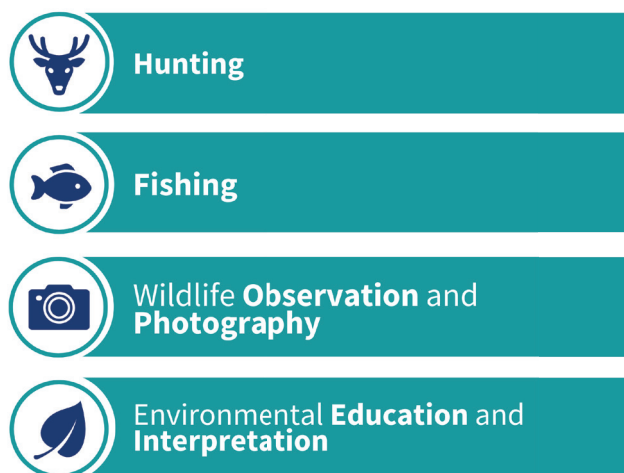 Hunting
Fishing
Wildlife Observation and
Photography
Environmental Education and
Interpretation